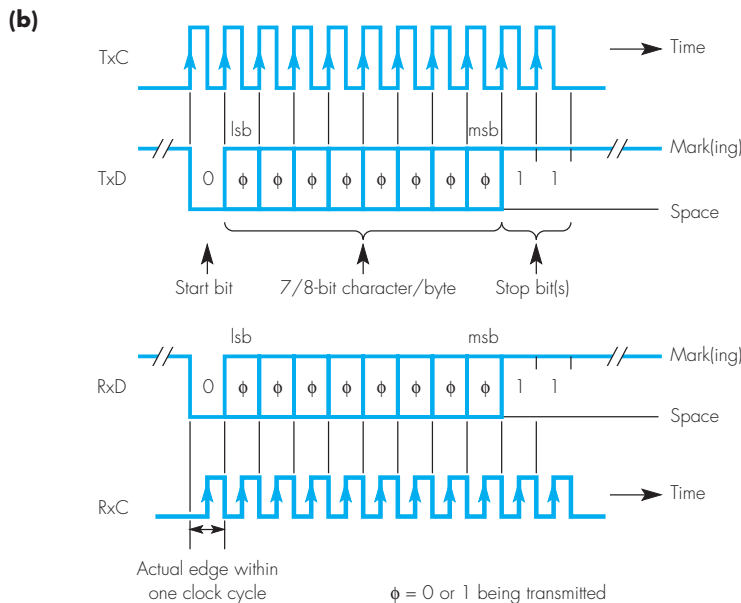 (b)
TxC
Time
lsb
msb
Mark(ing)
TxD
0 ϕ ϕ ϕ ϕ ϕ ϕ ϕ ϕ 1 1
Space
Start bit
7/8-bit character/byte
Stop bit(s)
lsb
msb
Mark(ing)
RxD
0 ϕ ϕ ϕ ϕ ϕ ϕ ϕ ϕ 1 1
Space
RxC
Time
Actual edge within
one clock cycle
ϕ = 0 or 1 being transmitted